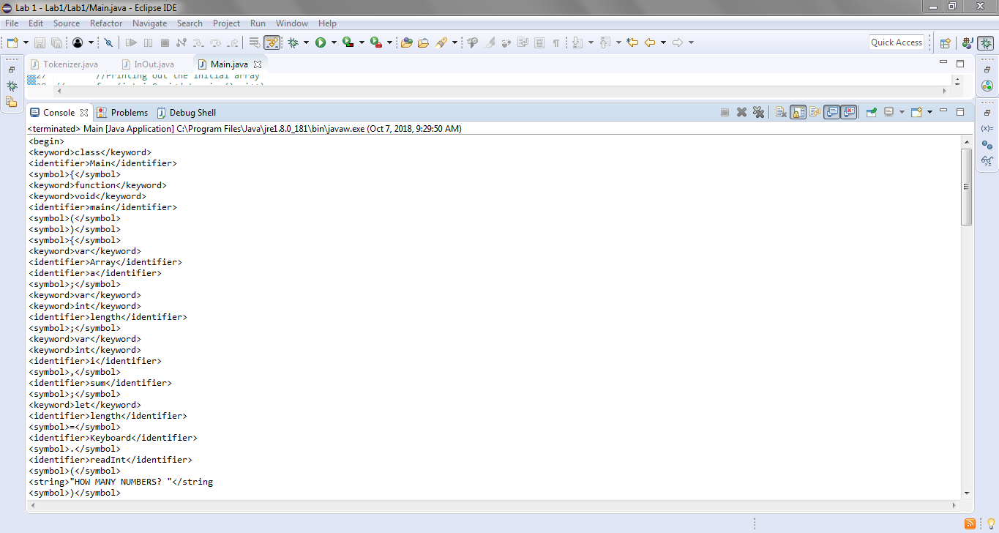 Lab 1 - Lab1/Lab1/Main.java - Eclipse IDE
File Edit Source Refactor Navigate Search Project Run Window Help
Quick Access
Tokenizer.java InOut.java Main.java
27 //Printing out the initial array
Console Problems Debug Shell
<terminated> Main [Java Application] C:\Program Files\Java\jre1.8.0_181\bin\javaw.exe (Oct 7, 2018, 9:29:50 AM)
<begin>
<keyword>class</keyword>
<identifier>Main</identifier>
<symbol>{</symbol>
<keyword>function</keyword>
<keyword>void</keyword>
<identifier>main</identifier>
<symbol>(</symbol>
<symbol>)</symbol>
<symbol>{</symbol>
<keyword>var</keyword>
<identifier>Array</identifier>
<identifier>a</identifier>
<symbol>;</symbol>
<keyword>var</keyword>
<keyword>int</keyword>
<identifier>length</identifier>
<symbol>;</symbol>
<keyword>var</keyword>
<keyword>int</keyword>
<identifier>i</identifier>
<symbol>,</symbol>
<identifier>sum</identifier>
<symbol>;</symbol>
<keyword>let</keyword>
<identifier>length</identifier>
<symbol>=</symbol>
<identifier>Keyboard</identifier>
<symbol>.</symbol>
<identifier>readInt</identifier>
<symbol>(</symbol>
<string>"HOW MANY NUMBERS? "</string
<symbol>)</symbol>